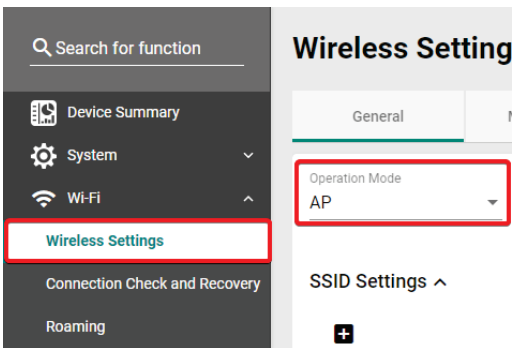 Search for function
Device Summary
System
Wi-Fi
Wireless Settings
Connection Check and Recovery
Roaming
Wireless Setting
General
Operation Mode
AP
SSID Settings